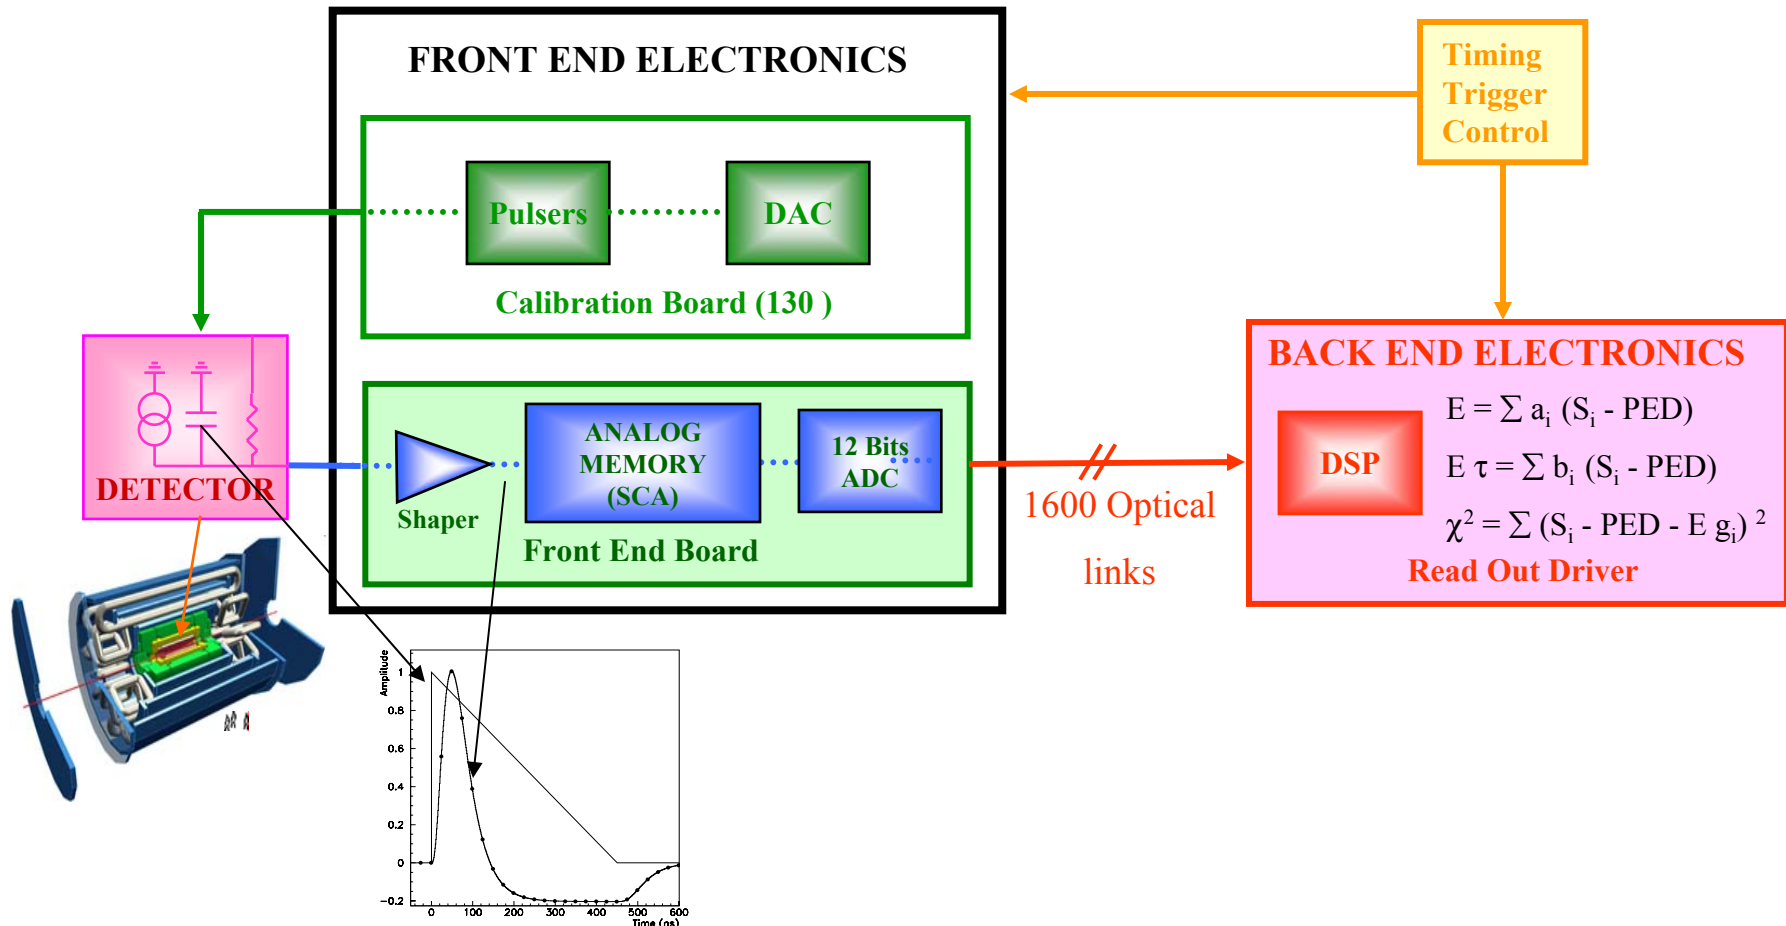 FRONT END ELECTRONICS
Timing
Trigger
Control
Pulsers
DAC
Calibration Board (130 )
DETECTOR
Shaper
ANALOG
MEMORY
(SCA)
12 Bits
ADC
Front End Board
1600 Optical
links
BACK END ELECTRONICS
DSP
E = ∑ aᵢ (Sᵢ - PED)
E τ = ∑ bᵢ (Sᵢ - PED)
χ² = ∑ (Sᵢ - PED - E gᵢ) ²
Read Out Driver
Amplitude
1
0.8
0.6
0.4
0.2
0
−0.2
0 100 200 300 400 500 600
Time (ns)